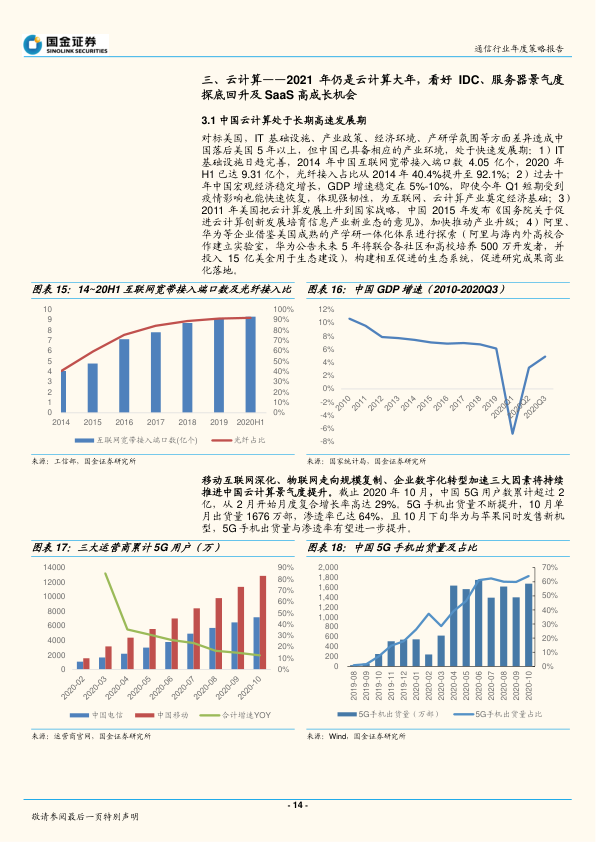 国金证券
SINOLINK SECURITIES
通信行业年度策略报告
三、云计算——2021 年仍是云计算大年，看好 IDC、服务器景气度
探底回升及 SaaS 高成长机会
3.1 中国云计算处于长期高速发展期
对标美国，IT 基础设施、产业政策、经济环境、产研学氛围等方面差异造成中
国落后美国 5 年以上，但中国已具备相应的产业环境，处于快速发展期：1）IT
基础设施日趋完善，2014 年中国互联网宽带接入端口数 4.05 亿个，2020 年
H1 已达 9.31 亿个，光纤接入占比从 2014 年 40.4%提升至 92.1%；2）过去十
年中国宏观经济稳定增长，GDP 增速稳定在 5%-10%，即使今年 Q1 短期受到
疫情影响也能快速恢复，体现强韧性，为互联网、云计算产业奠定经济基础；3）
2011 年美国把云计算发展上升到国家战略，中国 2015 年发布《国务院关于促
进云计算创新发展培育信息产业新业态的意见》，加快推动产业升级；4）阿里、
华为等企业借鉴美国成熟的产学研一体化体系进行探索（阿里与海内外高校合
作建立实验室，华为公告未来 5 年将联合各社区和高校培养 500 万开发者，并
投入 15 亿美金用于生态建设），构建相互促进的生态系统，促进研究成果商业
化落地。
图表 15：14~20H1 互联网宽带接入端口数及光纤接入比
10
9
8
7
6
5
4
3
2
1
0
100%
90%
80%
70%
60%
50%
40%
30%
20%
10%
0%
2014 2015 2016 2017 2018 2019 2020H1
互联网宽带接入端口数(亿个) 光纤占比
来源：工信部，国金证券研究所
图表 16：中国 GDP 增速（2010-2020Q3）
12%
10%
8%
6%
4%
2%
0%
-2%
-4%
-6%
-8%
2010 2011 2012 2013 2014 2015 2016 2017 2018 2019 2020Q1 2020Q2 2020Q3
来源：国家统计局，国金证券研究所
移动互联网深化、物联网走向规模复制、企业数字化转型加速三大因素将持续
推进中国云计算景气度提升。截止 2020 年 10 月，中国 5G 用户数累计超过 2
亿，从 2 月开始月度复合增长率高达 29%。5G 手机出货量不断提升，10 月单
月出货量 1676 万部，渗透率已达 64%，且 10 月下旬华为与苹果同时发售新机
型，5G 手机出货量与渗透率有望进一步提升。
图表 17：三大运营商累计 5G 用户（万）
14000
12000
10000
8000
6000
4000
2000
0
90%
80%
70%
60%
50%
40%
30%
20%
10%
0%
2020-02 2020-03 2020-04 2020-05 2020-06 2020-07 2020-08 2020-09 2020-10
中国电信 中国移动 合计增速YOY
来源：运营商官网，国金证券研究所
图表 18：中国 5G 手机出货量及占比
2,000
1,800
1,600
1,400
1,200
1,000
800
600
400
200
0
70%
60%
50%
40%
30%
20%
10%
0%
2019-08 2019-09 2019-10 2019-11 2019-12 2020-01 2020-02 2020-03 2020-04 2020-05 2020-06 2020-07 2020-08 2020-09 2020-10
5G手机出货量（万部） 5G手机出货量占比
来源：Wind，国金证券研究所
- 14 -
敬请参阅最后一页特别声明